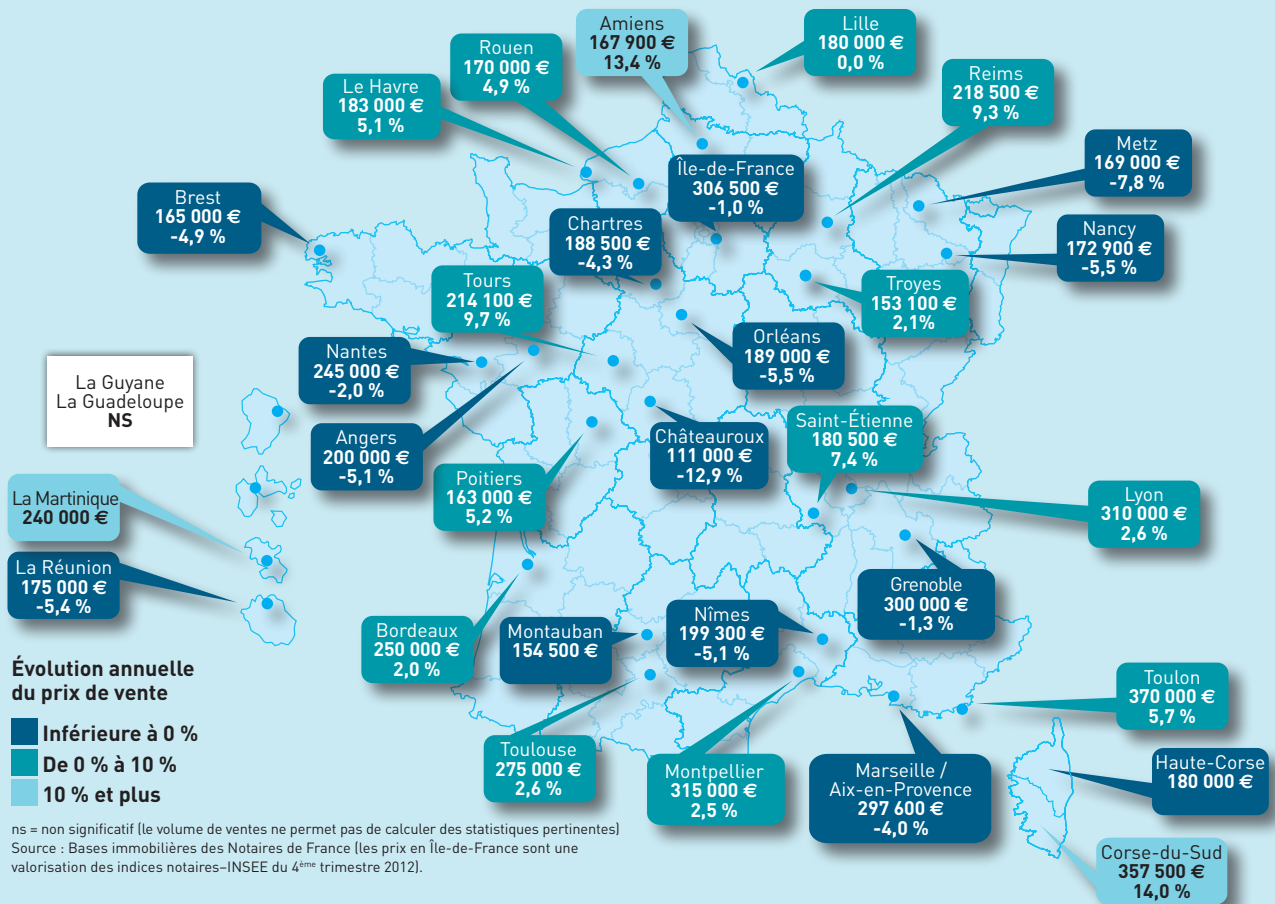 Amiens
167 900 €
13,4 %
Lille
180 000 €
0,0 %
Rouen
170 000 €
4,9 %
Reims
218 500 €
9,3 %
Le Havre
183 000 €
5,1 %
Metz
169 000 €
-7,8 %
Île-de-France
306 500 €
-1,0 %
Brest
165 000 €
-4,9 %
Chartres
188 500 €
-4,3 %
Nancy
172 900 €
-5,5 %
Tours
214 100 €
9,7 %
Troyes
153 100 €
2,1%
Orléans
189 000 €
-5,5 %
Nantes
245 000 €
-2,0 %
La Guyane
La Guadeloupe
NS
Angers
200 000 €
-5,1 %
Châteauroux
111 000 €
-12,9 %
Saint-Étienne
180 500 €
7,4 %
Poitiers
163 000 €
5,2 %
Lyon
310 000 €
2,6 %
La Martinique
240 000 €
La Réunion
175 000 €
-5,4 %
Grenoble
300 000 €
-1,3 %
Bordeaux
250 000 €
2,0 %
Montauban
154 500 €
Nîmes
199 300 €
-5,1 %
Toulon
370 000 €
5,7 %
Toulouse
275 000 €
2,6 %
Montpellier
315 000 €
2,5 %
Marseille /
Aix-en-Provence
297 600 €
-4,0 %
Haute-Corse
180 000 €
Corse-du-Sud
357 500 €
14,0 %
Évolution annuelle
du prix de vente
Inférieure à 0 %
De 0 % à 10 %
10 % et plus
ns = non significatif (le volume de ventes ne permet pas de calculer des statistiques pertinentes)
Source : Bases immobilières des Notaires de France (les prix en Île-de-France sont une
valorisation des indices notaires–INSEE du 4ème trimestre 2012).